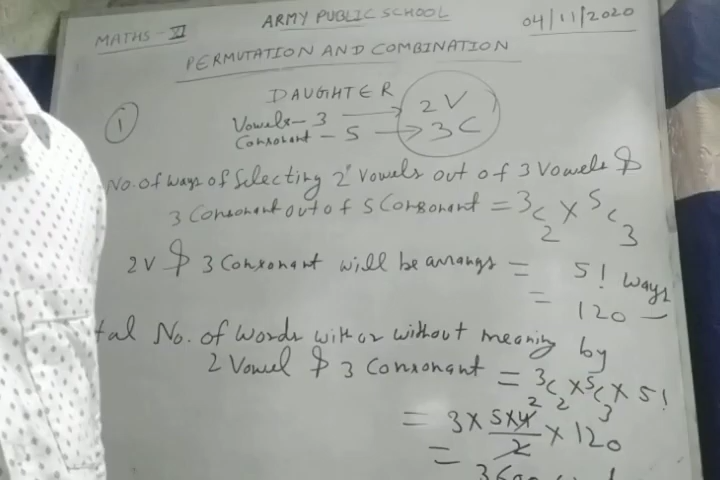 ARMY PUBLIC SCHOOL
MATHS - VI
04/11/2020
PERMUTATION AND COMBINATION
DAUGHTER
① Vowels - 3 → 2V
Consonant - 5 → 3C
No. of ways of Selecting 2 Vowels out of 3 Vowels &
3 Consonant out of 5 Consonant = 3C2 × 5C3
2V & 3 Consonant will be arrangs = 5! ways
= 120
tal No. of words with or without meaning by
2 Vowel & 3 Consonant = 3C2 × 5C3 × 5!
= 3 × 5×4/2 × 120
=